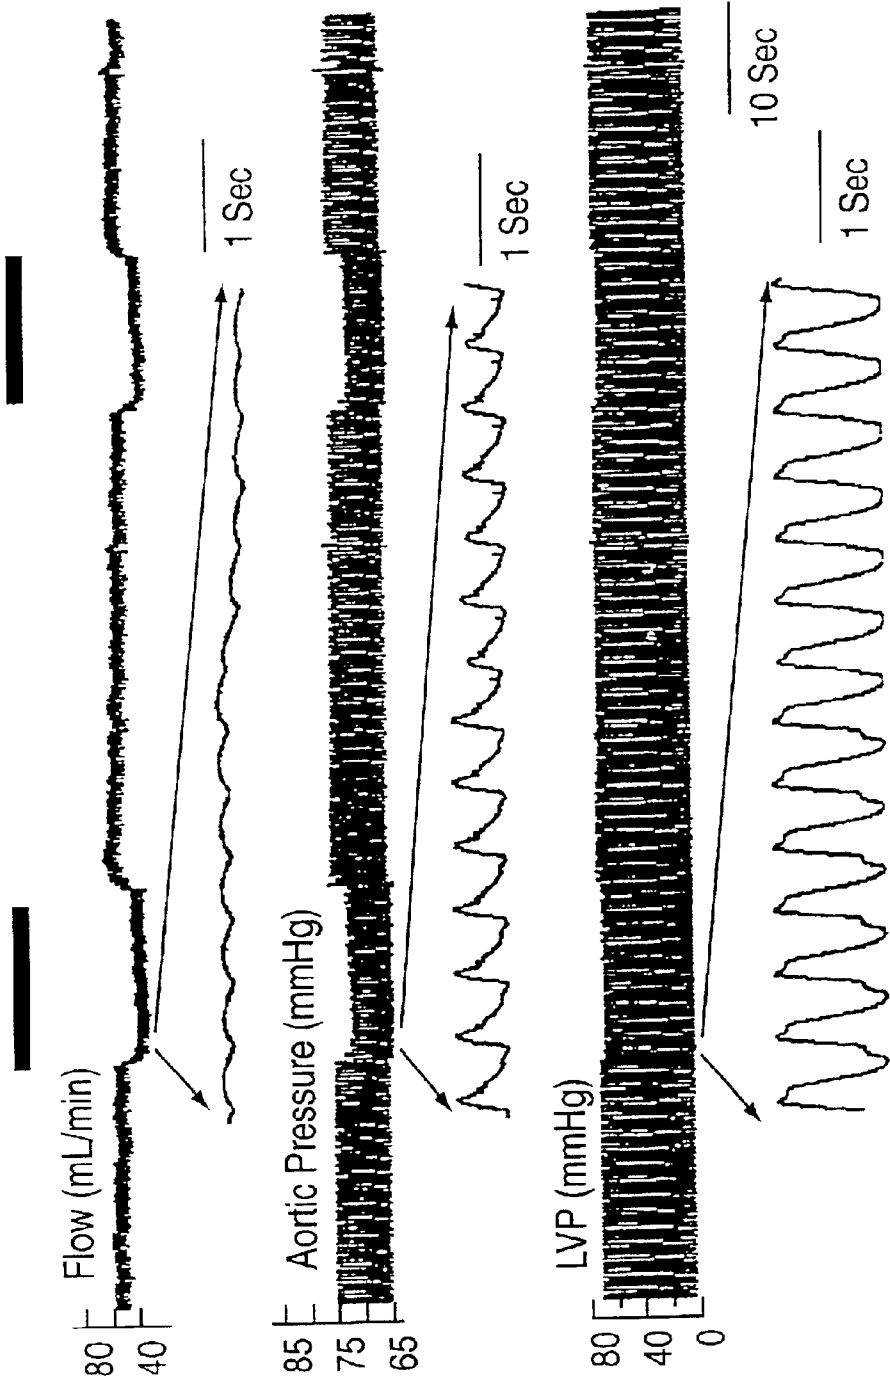 Flow (mL/min)
80
40
1 Sec
Aortic Pressure (mmHg)
85
75
65
1 Sec
LVP (mmHg)
80
40
0
10 Sec
1 Sec